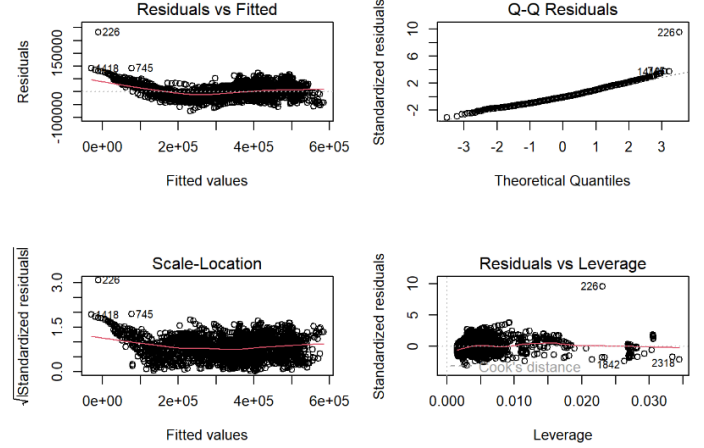 Residuals vs Fitted
Residuals
-100000
150000
226
1418
745
0e+00
2e+05
4e+05
6e+05
Fitted values
Q-Q Residuals
Standardized residuals
-2
2
6
10
226
-3
-2
-1
0
1
2
3
Theoretical Quantiles
Scale-Location
√|Standardized residuals|
0.0
1.5
3.0
226
1418
745
0e+00
2e+05
4e+05
6e+05
Fitted values
Residuals vs Leverage
Standardized residuals
0
5
10
226
1842
2318
Cook's distance
0.000
0.010
0.020
0.030
Leverage